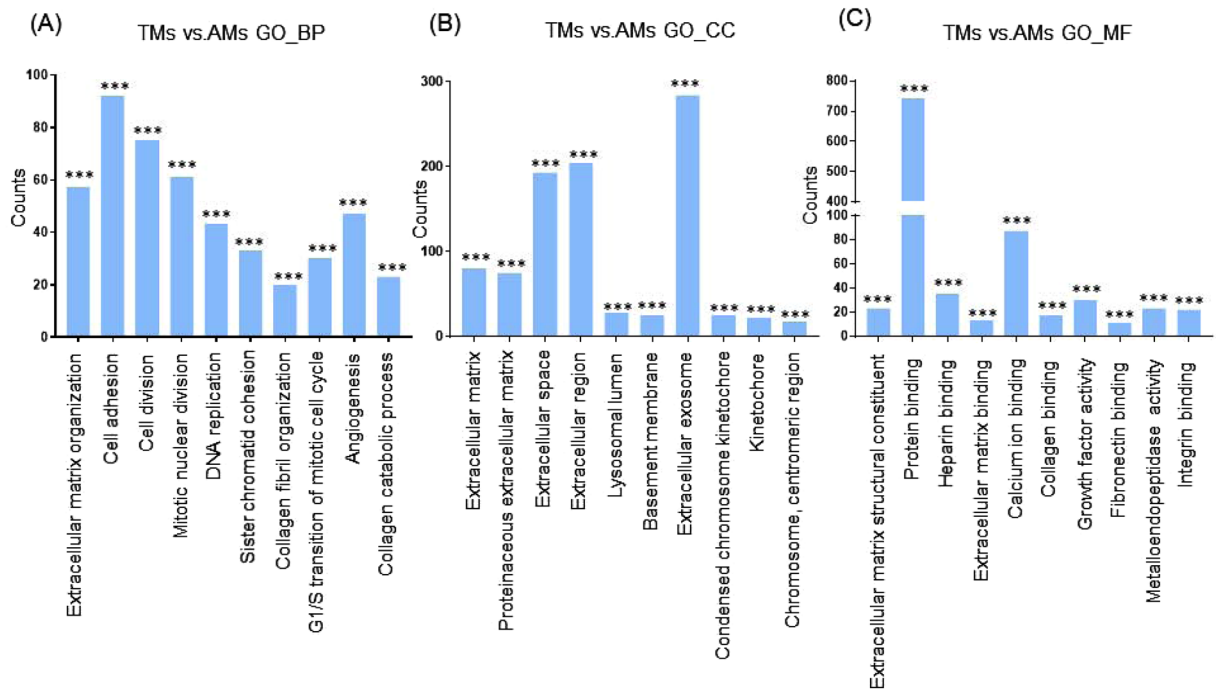 (A)
TMs vs.AMs GO_BP
Counts
100
80
60
40
20
0
***
***
***
***
***
***
***
***
***
***
Extracellular matrix organization
Cell adhesion
Cell division
Mitotic nuclear division
DNA replication
Sister chromatid cohesion
Collagen fibril organization
G1/S transition of mitotic cell cycle
Angiogenesis
Collagen catabolic process
(B)
TMs vs.AMs GO_CC
Counts
300
200
100
0
***
***
***
***
***
***
***
***
***
***
Extracellular matrix
Proteinaceous extracellular matrix
Extracellular space
Extracellular region
Lysosomal lumen
Basement membrane
Extracellular exosome
Condensed chromosome kinetochore
Kinetochore
Chromosome, centromeric region
(C)
TMs vs.AMs GO_MF
Counts
800
700
600
500
400
100
80
60
40
20
0
***
***
***
***
***
***
***
***
***
***
Extracellular matrix structural constituent
Protein binding
Heparin binding
Extracellular matrix binding
Calcium ion binding
Collagen binding
Growth factor activity
Fibronectin binding
Metalloendopeptidase activity
Integrin binding